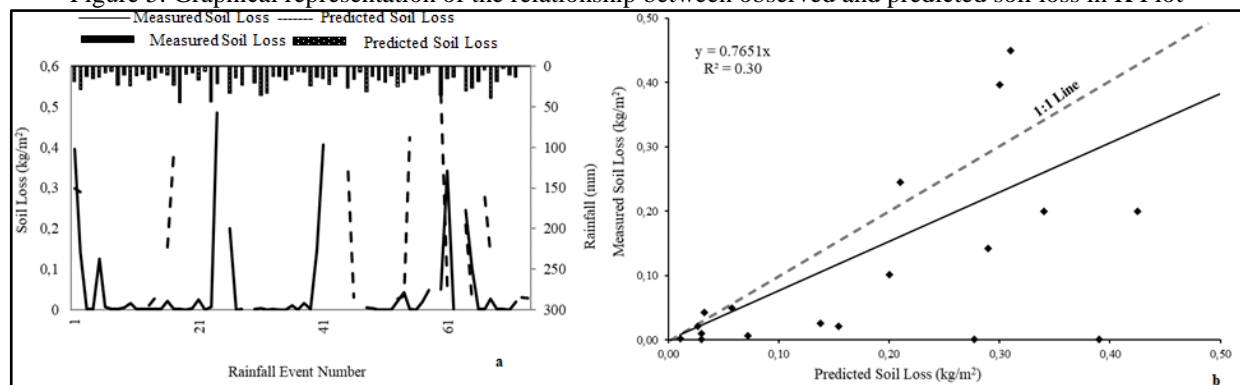 Figure 5. Graphical representation of the relationship between observed and predicted soil loss in K Plot
Measured Soil Loss Predicted Soil Loss
Measured Soil Loss Predicted Soil Loss
0,6
0,5
0,4
0,3
0,2
0,1
0
Soil Loss (kg/m²)
0
50
100
150
200
250
300
Rainfall (mm)
1 21 41 61
Rainfall Event Number
a
y = 0.7651x
R² = 0.30
1:1 Line
0,50
0,40
0,30
0,20
0,10
0,00
Measured Soil Loss (kg/m²)
0,00 0,10 0,20 0,30 0,40 0,50
Predicted Soil Loss (kg/m²)
b